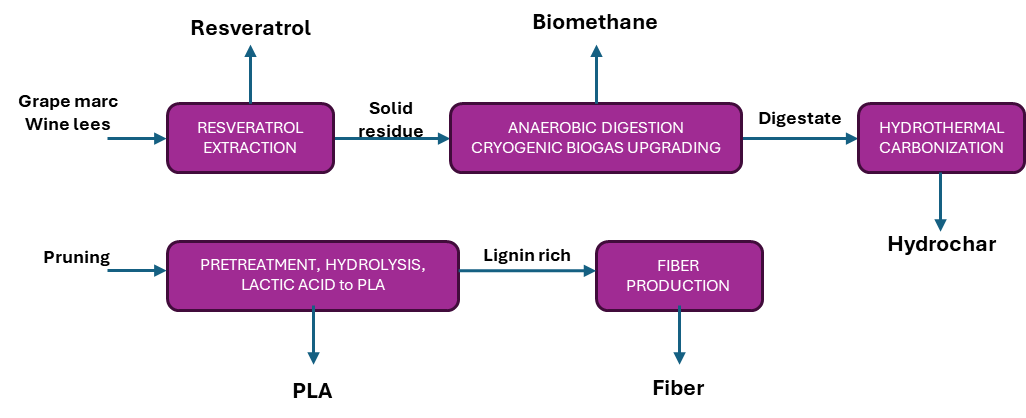 Resveratrol
Biomethane
Grape marc
Wine lees
RESVERATROL
EXTRACTION
Solid
residue
ANAEROBIC DIGESTION
CRYOGENIC BIOGAS UPGRADING
Digestate
HYDROTHERMAL
CARBONIZATION
Hydrochar
Pruning
PRETREATMENT, HYDROLYSIS,
LACTIC ACID to PLA
Lignin rich
FIBER
PRODUCTION
PLA
Fiber